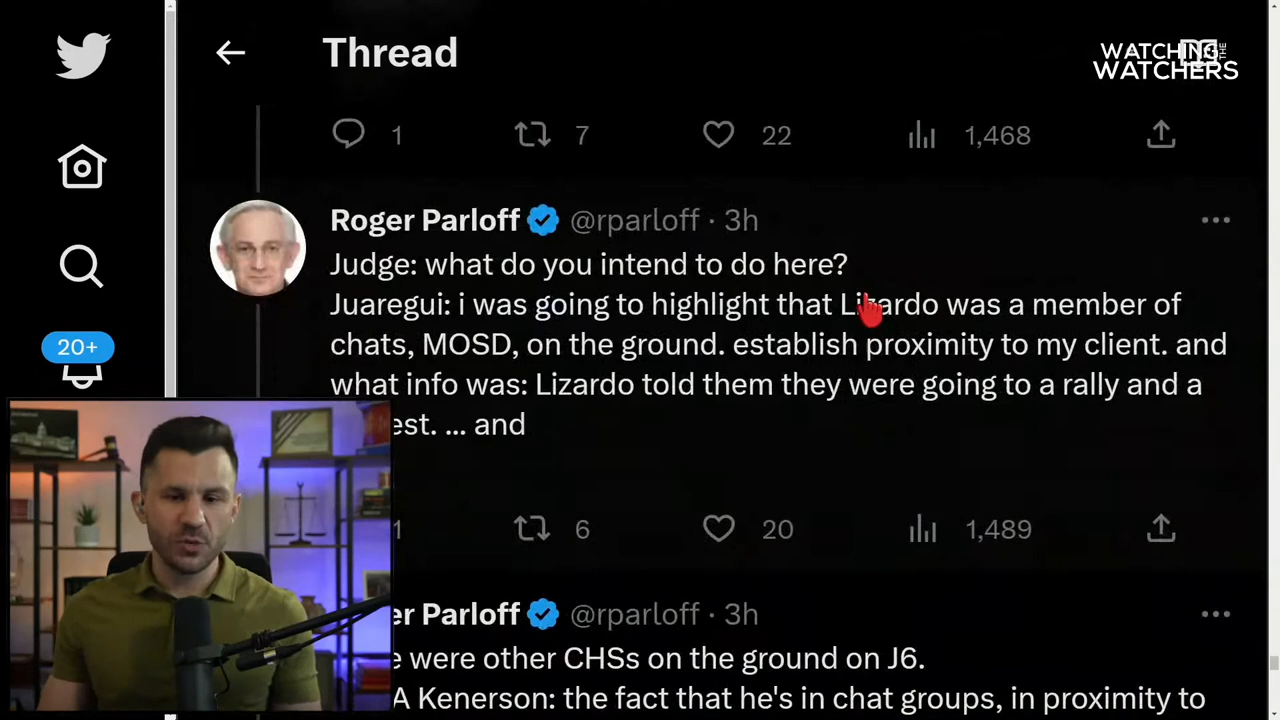 Thread
WATCHING THE
WATCHERS
1 7 22 1,468
Roger Parloff @rparloff · 3h
Judge: what do you intend to do here?
Juaregui: i was going to highlight that Lizardo was a member of
chats, MOSD, on the ground. establish proximity to my client. and
what info was: Lizardo told them they were going to a rally and a
est. ... and
20+
1 6 20 1,489
er Parloff @rparloff · 3h
e were other CHSs on the ground on J6.
A Kenerson: the fact that he's in chat groups, in proximity to